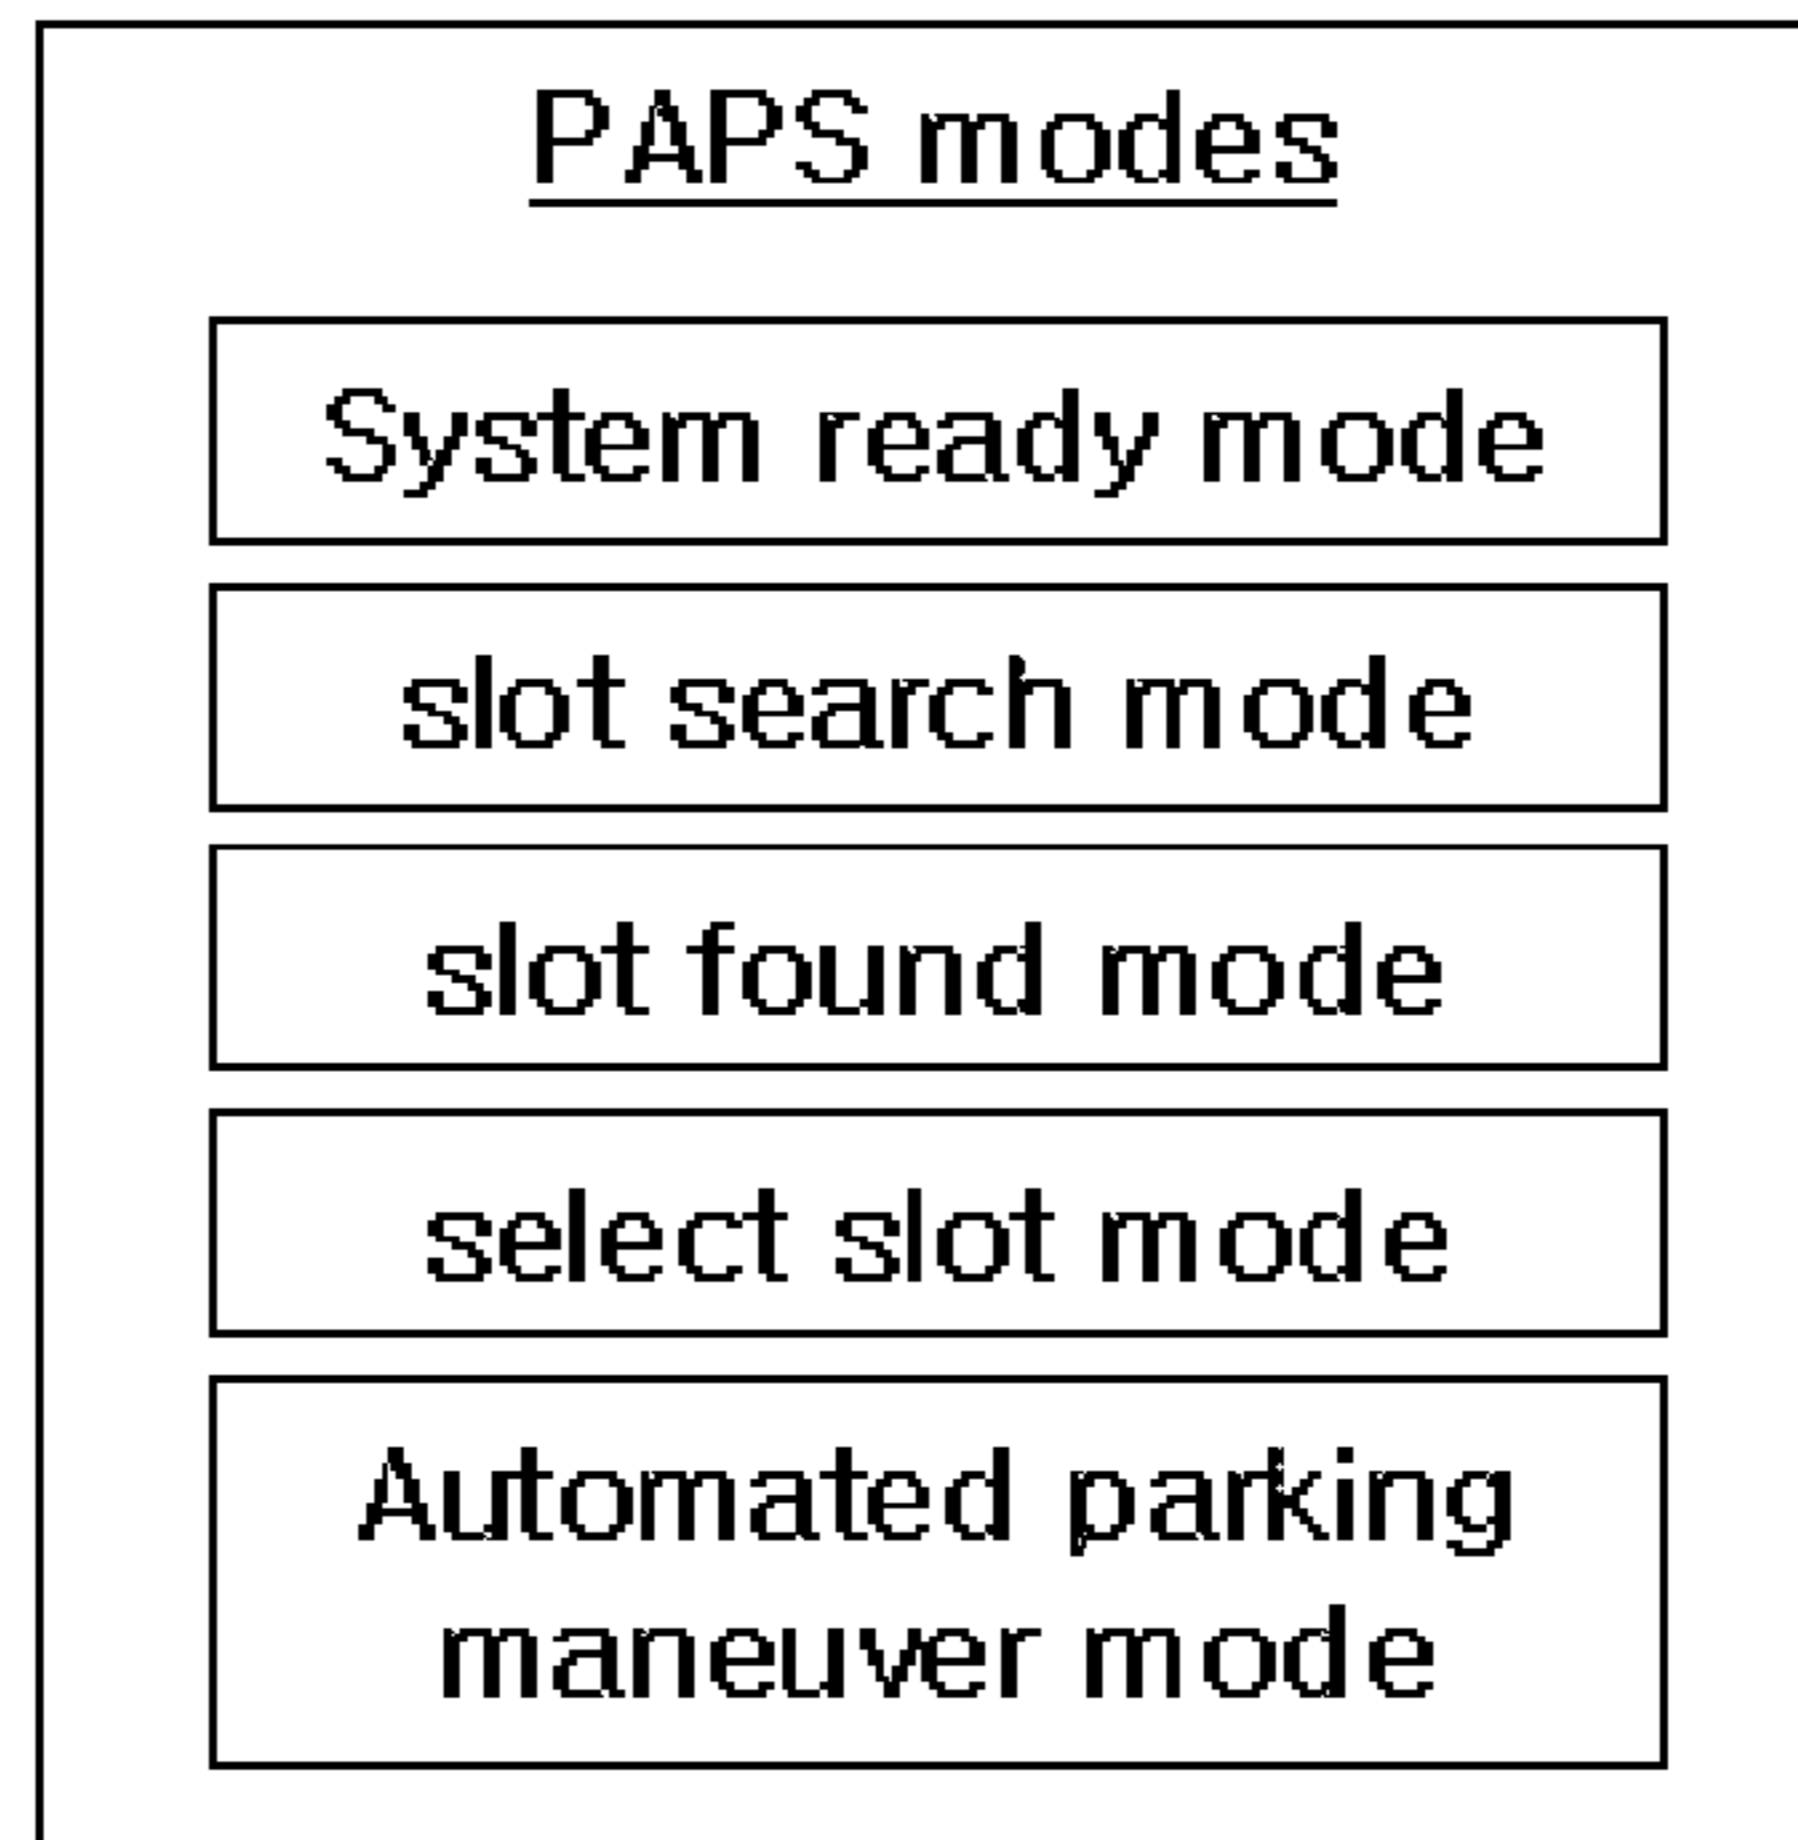 PAPS modes
System ready mode
slot search mode
slot found mode
select slot mode
Automated parking
maneuver mode